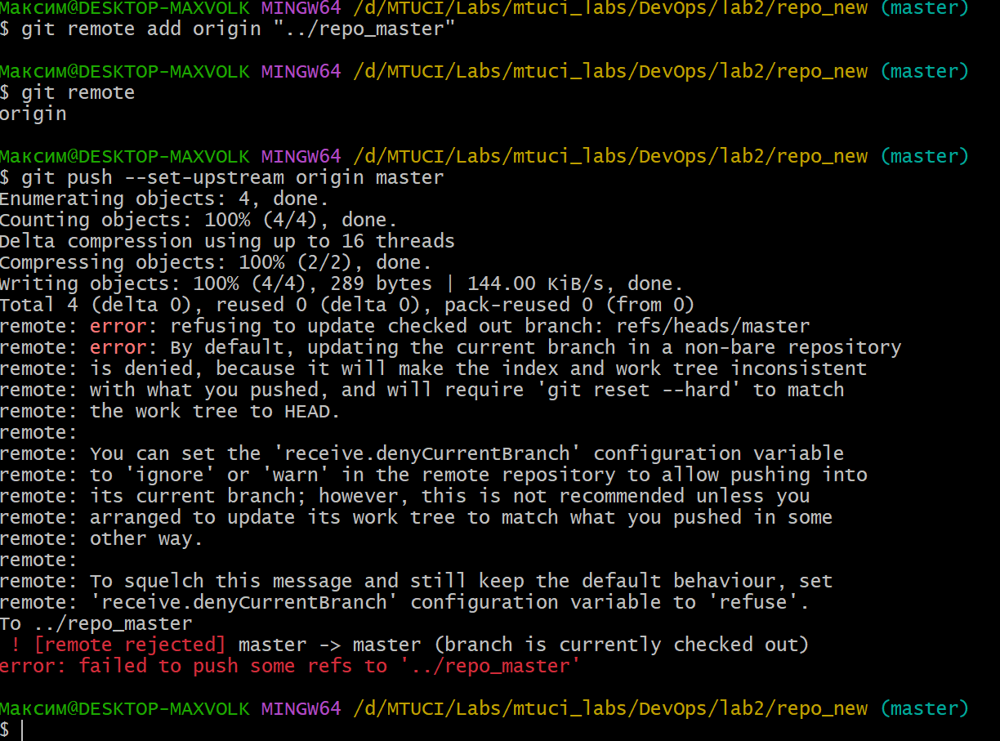 Максим@DESKTOP-MAXVOLK MINGW64 /d/MTUCI/Labs/mtuci_labs/DevOps/lab2/repo_new (master)
$ git remote add origin "../repo_master"
Максим@DESKTOP-MAXVOLK MINGW64 /d/MTUCI/Labs/mtuci_labs/DevOps/lab2/repo_new (master)
$ git remote
origin
Максим@DESKTOP-MAXVOLK MINGW64 /d/MTUCI/Labs/mtuci_labs/DevOps/lab2/repo_new (master)
$ git push --set-upstream origin master
Enumerating objects: 4, done.
Counting objects: 100% (4/4), done.
Delta compression using up to 16 threads
Compressing objects: 100% (2/2), done.
Writing objects: 100% (4/4), 289 bytes | 144.00 KiB/s, done.
Total 4 (delta 0), reused 0 (delta 0), pack-reused 0 (from 0)
remote: error: refusing to update checked out branch: refs/heads/master
remote: error: By default, updating the current branch in a non-bare repository
remote: is denied, because it will make the index and work tree inconsistent
remote: with what you pushed, and will require 'git reset --hard' to match
remote: the work tree to HEAD.
remote:
remote: You can set the 'receive.denyCurrentBranch' configuration variable
remote: to 'ignore' or 'warn' in the remote repository to allow pushing into
remote: its current branch; however, this is not recommended unless you
remote: arranged to update its work tree to match what you pushed in some
remote: other way.
remote:
remote: To squelch this message and still keep the default behaviour, set
remote: 'receive.denyCurrentBranch' configuration variable to 'refuse'.
To ../repo_master
! [remote rejected] master -> master (branch is currently checked out)
error: failed to push some refs to '../repo_master'
Максим@DESKTOP-MAXVOLK MINGW64 /d/MTUCI/Labs/mtuci_labs/DevOps/lab2/repo_new (master)
$